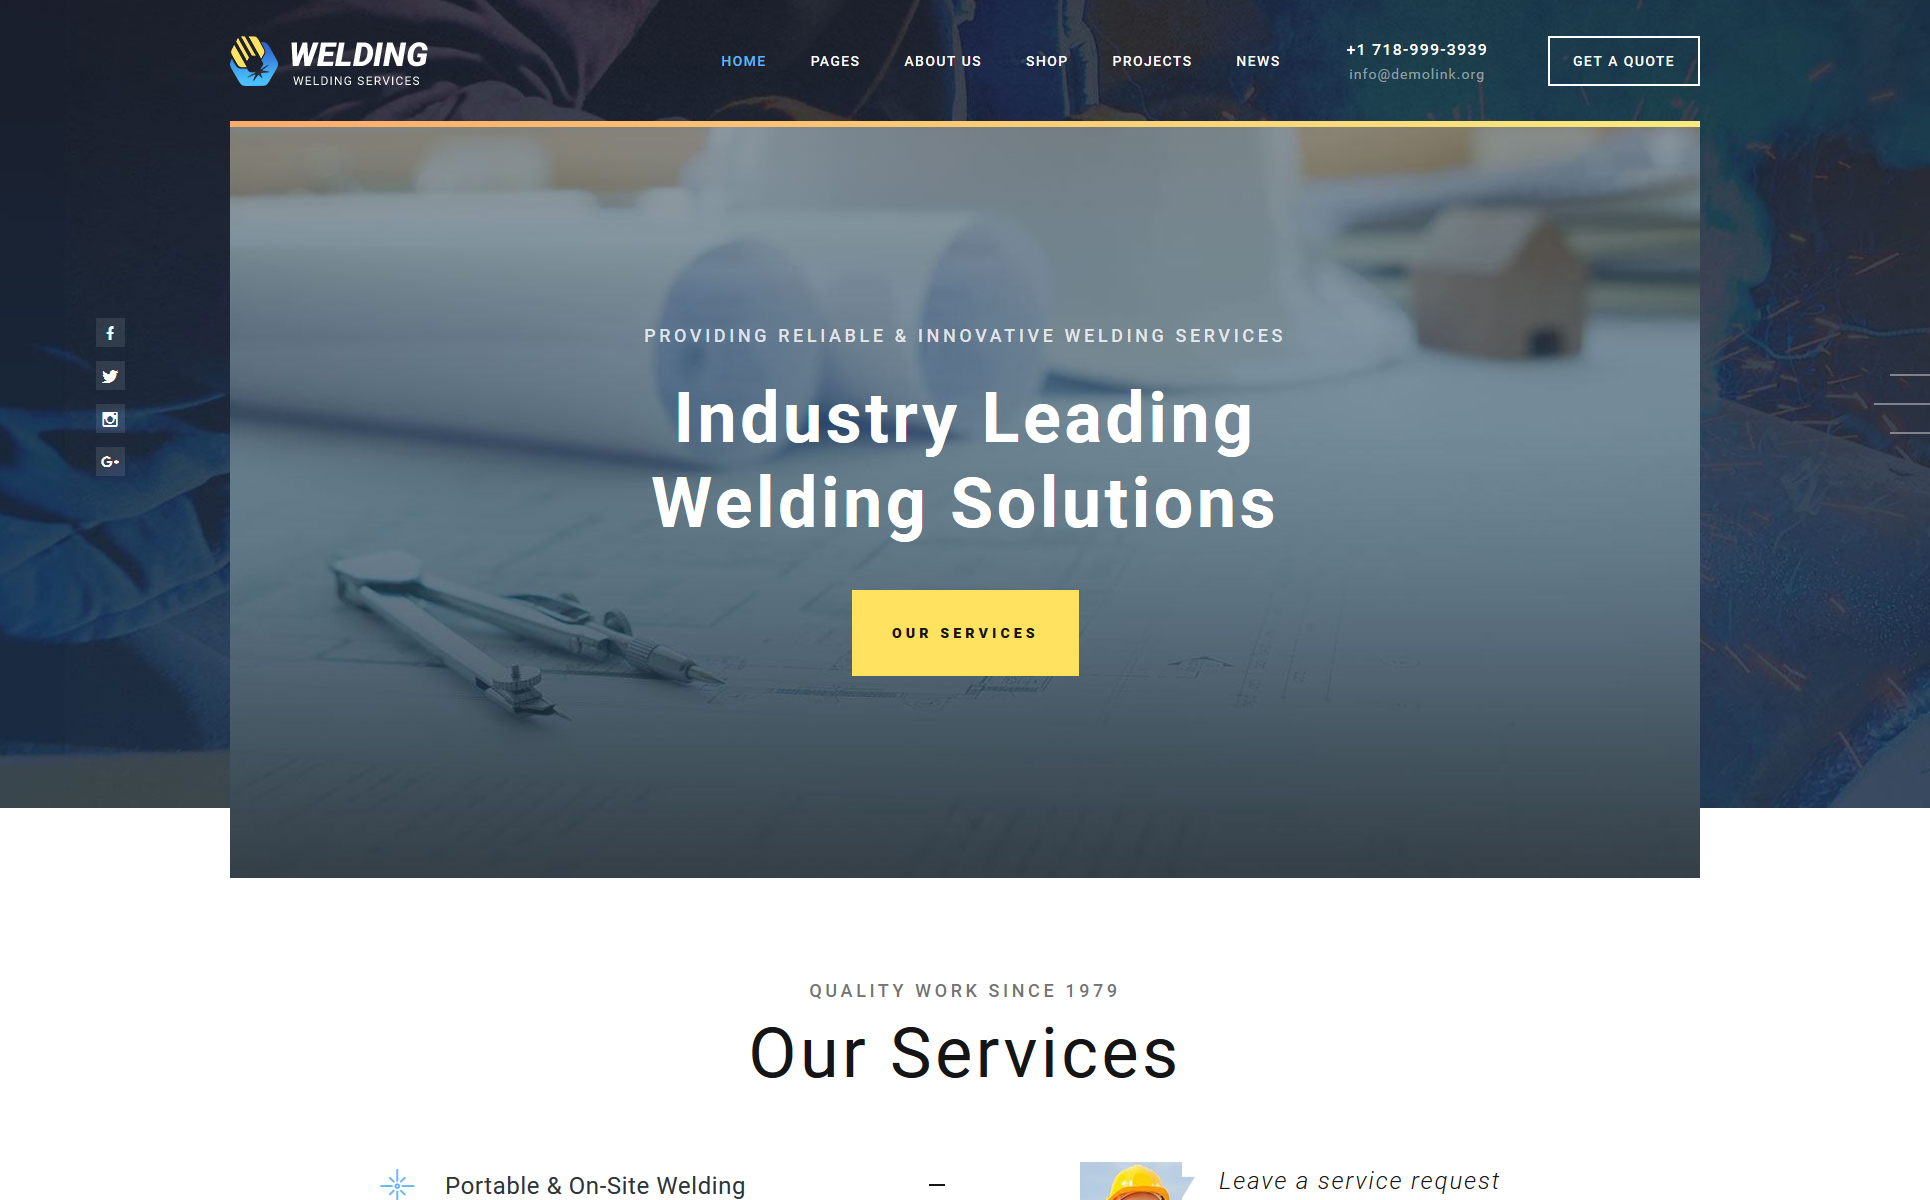 WELDING
WELDING SERVICES
HOME
PAGES
ABOUT US
SHOP
PROJECTS
NEWS
+1 718-999-3939
info@demolink.org
GET A QUOTE
PROVIDING RELIABLE & INNOVATIVE WELDING SERVICES
Industry Leading
Welding Solutions
OUR SERVICES
QUALITY WORK SINCE 1979
Our Services
Portable & On-Site Welding
Leave a service request